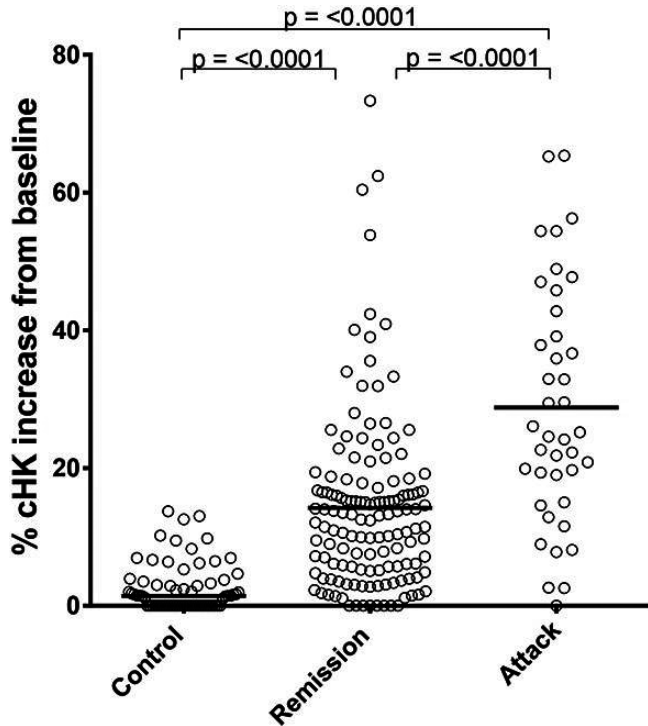 p = <0.0001
p = <0.0001 p = <0.0001
80
60
40
20
0
% cHK increase from baseline
Control
Remission
Attack